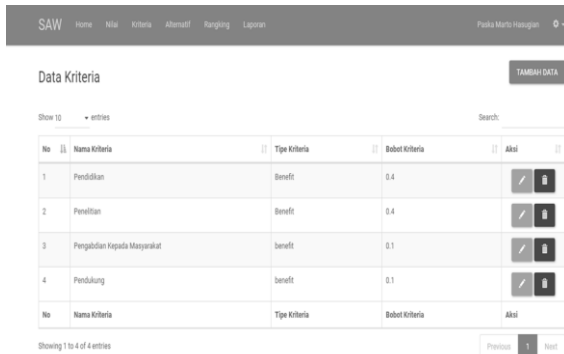 SAW Home Nilai Kriteria Alternatif Rangking Laporan Paska Marto Hasugian
Data Kriteria TAMBAH DATA
Show 10 entries Search:
No Nama Kriteria Tipe Kriteria Bobot Kriteria Aksi
1 Pendidikan Benefit 0.4
2 Penelitian Benefit 0.4
3 Pengabdian Kepada Masyarakat benefit 0.1
4 Pendukung benefit 0.1
No Nama Kriteria Tipe Kriteria Bobot Kriteria Aksi
Showing 1 to 4 of 4 entries Previous 1 Next